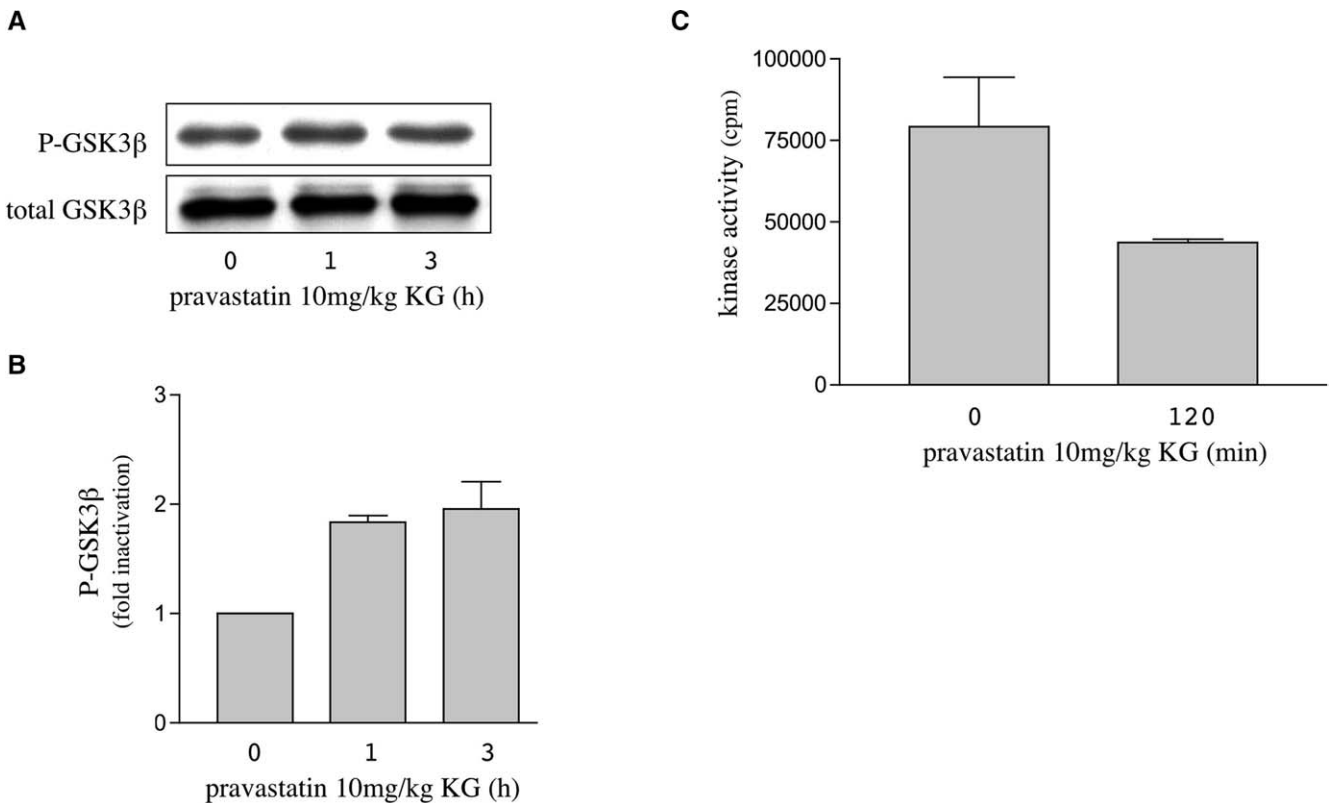 A
P-GSK3β
total GSK3β
0 1 3
pravastatin 10mg/kg KG (h)
B
P-GSK3β
(fold inactivation)
3
2
1
0
0 1 3
pravastatin 10mg/kg KG (h)
C
kinase activity (cpm)
100000
75000
50000
25000
0
0 120
pravastatin 10mg/kg KG (min)